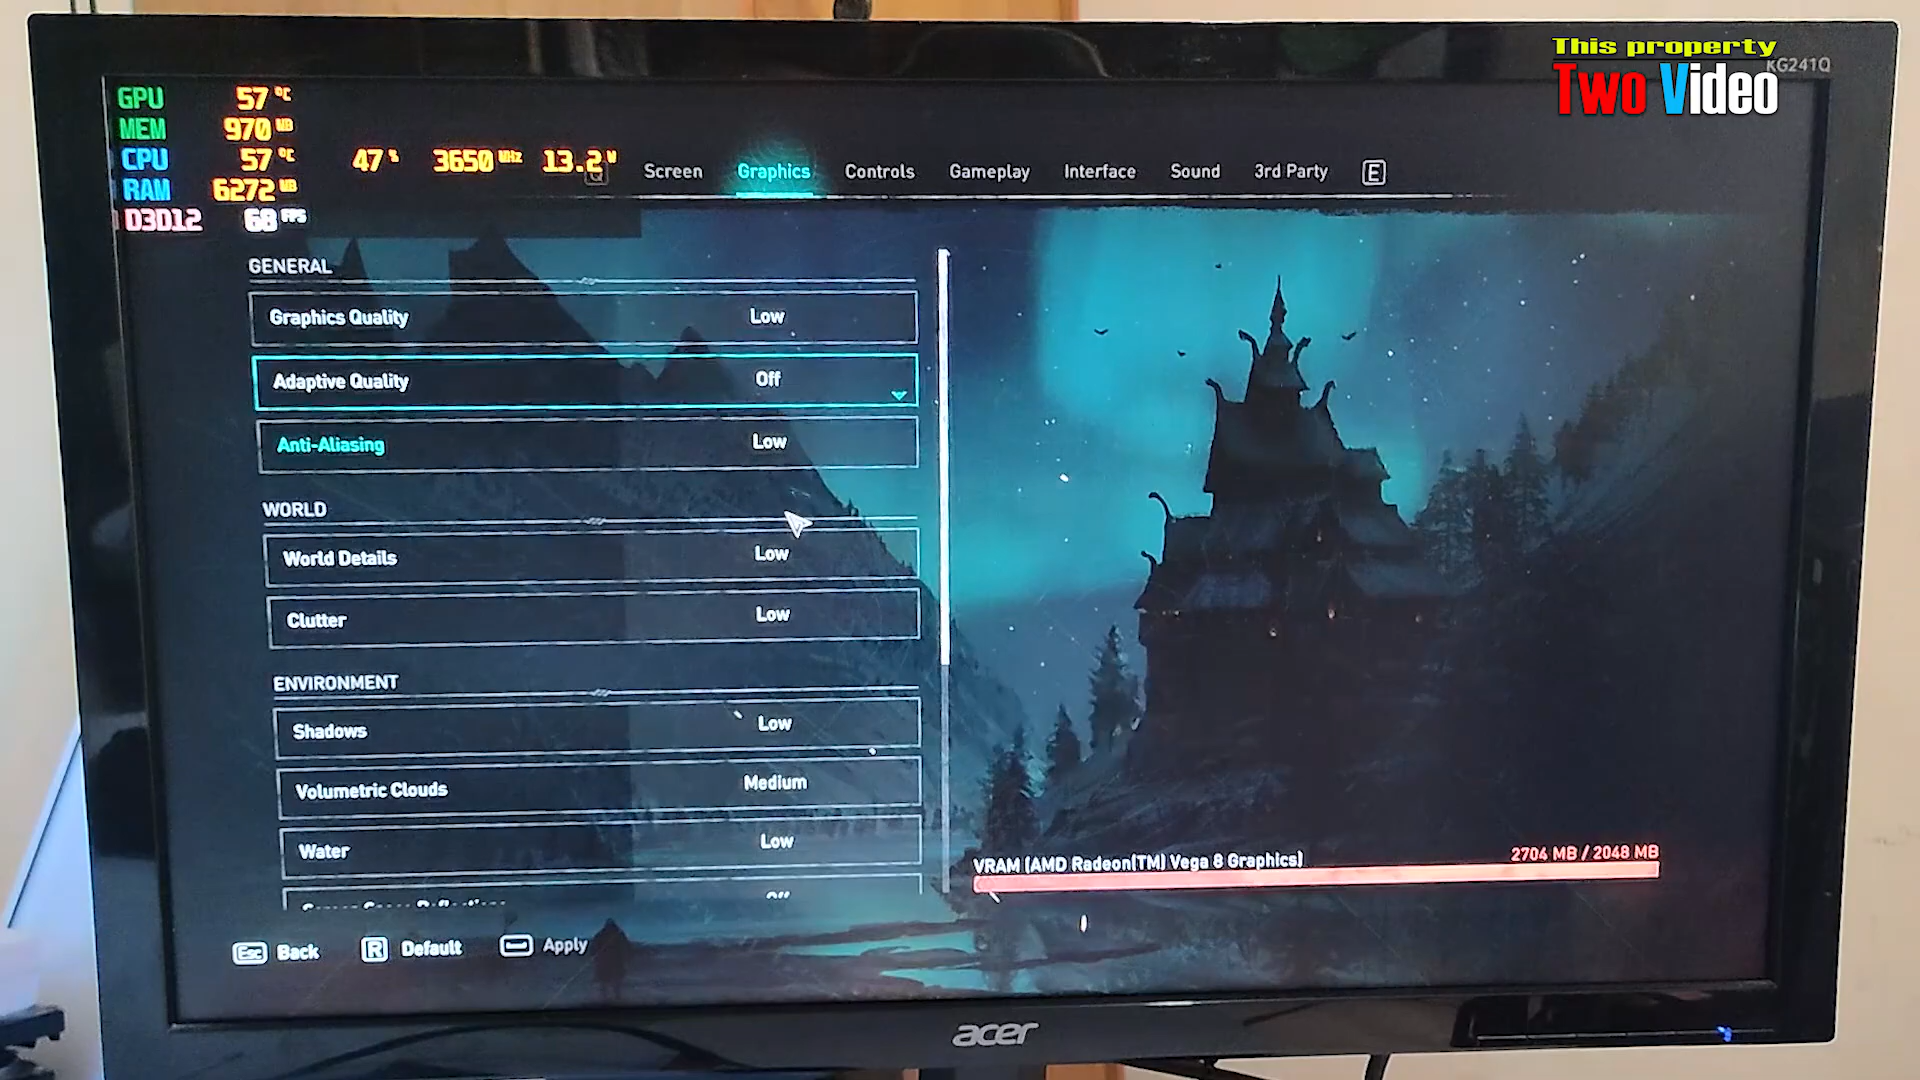 This property
Two Video
KG241Q
GPU 57 °C
MEM 970 MB
CPU 57 °C 47 % 3650 MHz 13.2 W
RAM 6272 MB
D3D12 68 FPS
Q Screen Graphics Controls Gameplay Interface Sound 3rd Party E
GENERAL
Graphics Quality Low
Adaptive Quality Off
Anti-Aliasing Low
WORLD
World Details Low
Clutter Low
ENVIRONMENT
Shadows Low
Volumetric Clouds Medium
Water Low
VRAM (AMD Radeon(TM) Vega 8 Graphics) 2704 MB / 2048 MB
Esc Back R Default Apply
acer